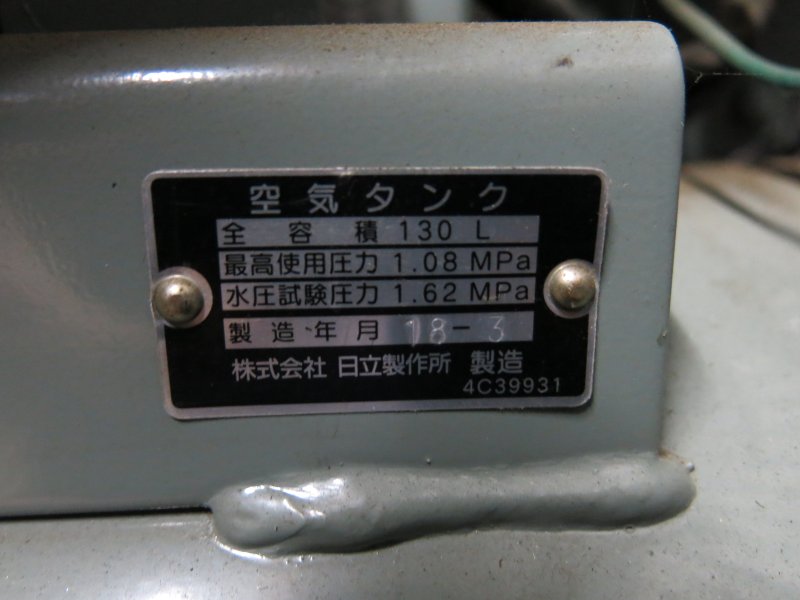 空気タンク
全容積 130 L
最高使用圧力 1.08 MPa
水圧試験圧力 1.62 MPa
製造年月 18-3
株式会社 日立製作所 製造
4C39931